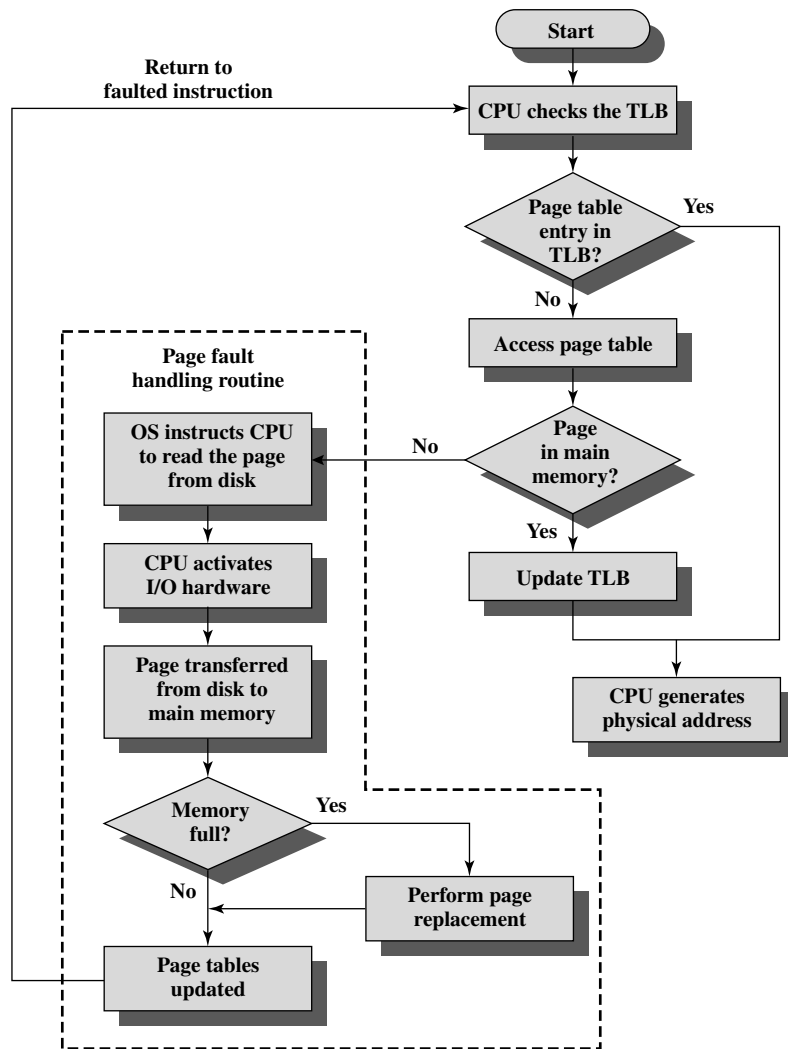 Start
Return to
faulted instruction
CPU checks the TLB
Page table
entry in
TLB?
Yes
No
Access page table
Page fault
handling routine
OS instructs CPU
to read the page
from disk
No
Page
in main
memory?
Yes
CPU activates
I/O hardware
Update TLB
Page transferred
from disk to
main memory
CPU generates
physical address
Memory
full?
Yes
No
Perform page
replacement
Page tables
updated